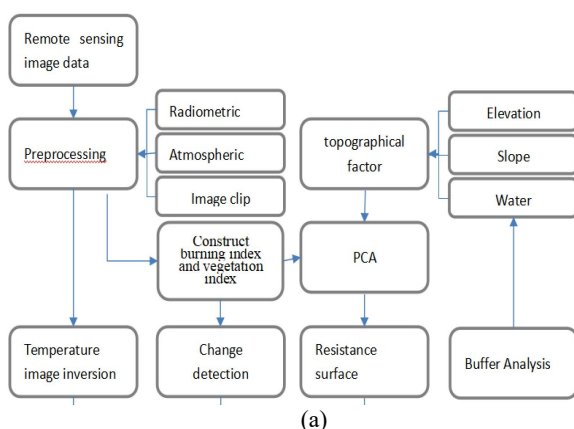 Remote sensing
image data
Preprocessing
Radiometric
Atmospheric
Image clip
topographical
factor
Elevation
Slope
Water
Construct
burning index
and vegetation
index
PCA
Temperature
image inversion
Change
detection
Resistance
surface
Buffer Analysis
(a)